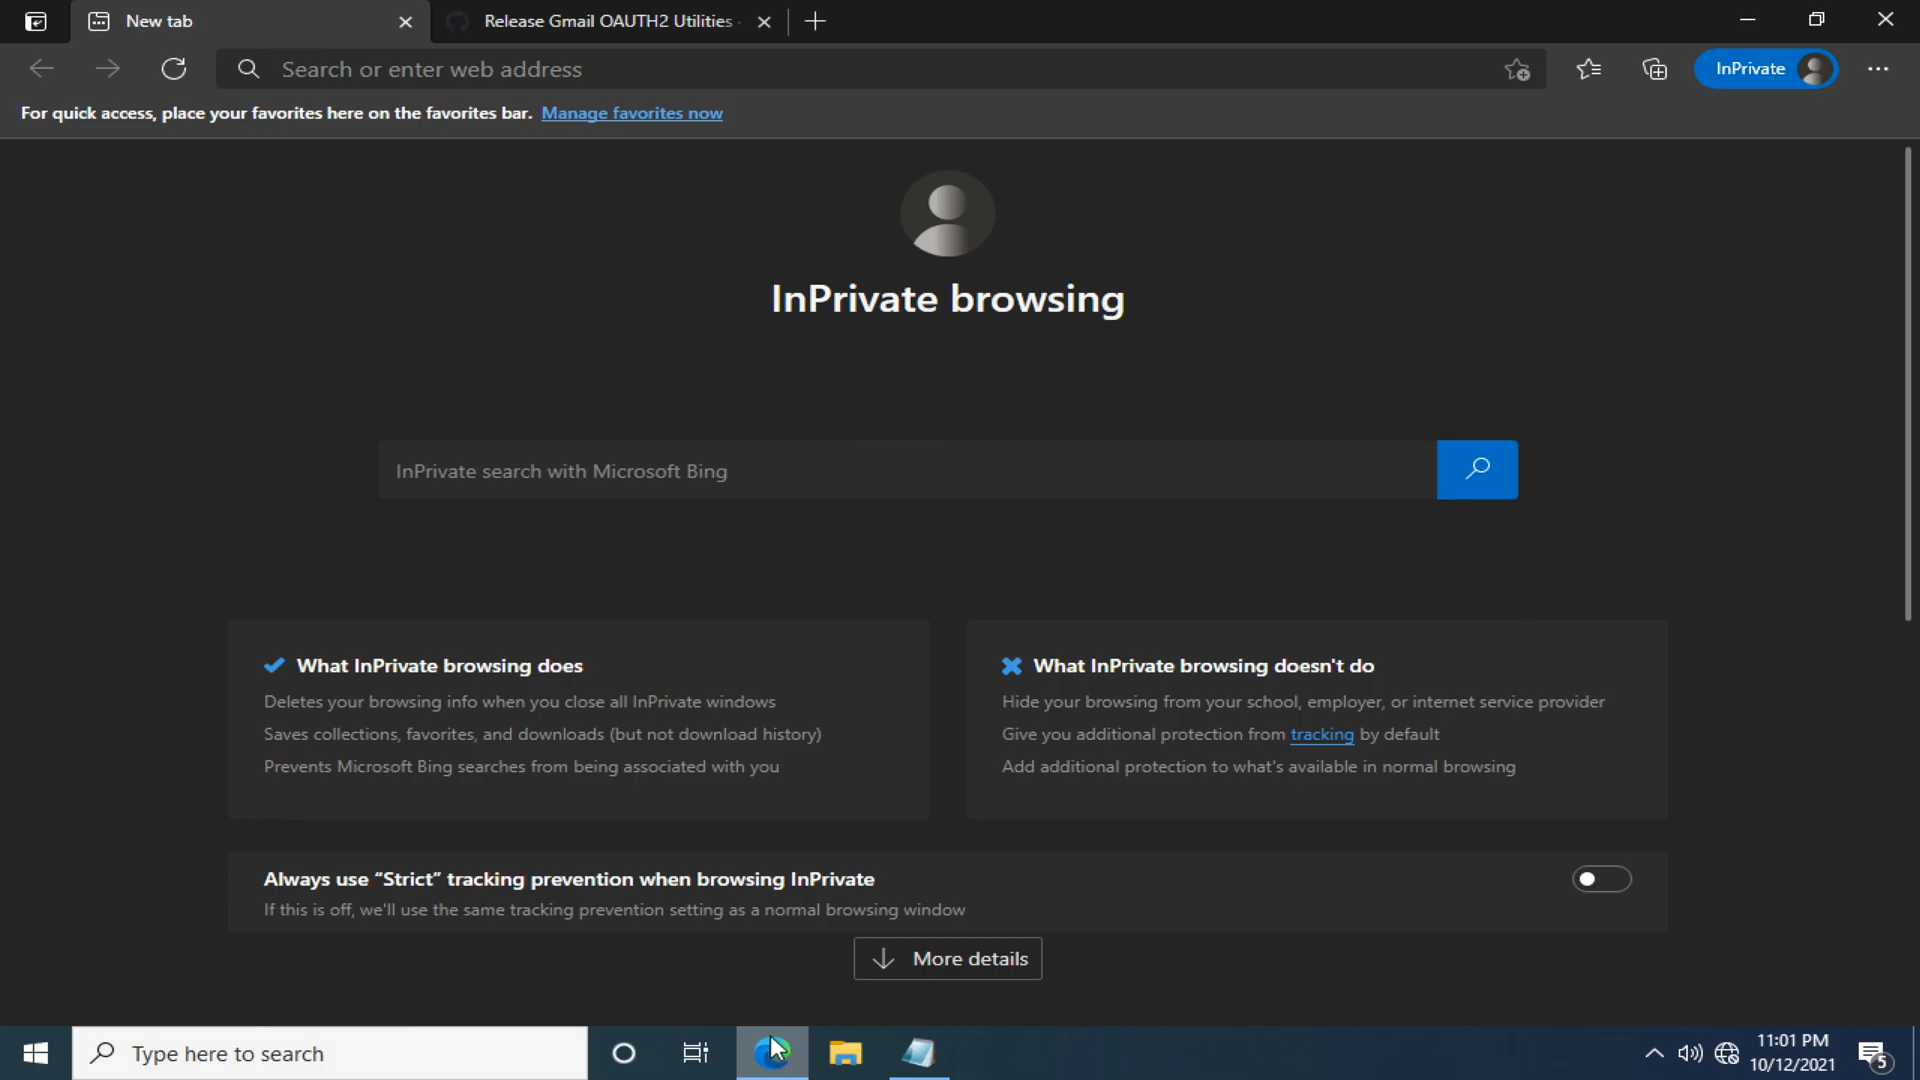 New tab
Release Gmail OAUTH2 Utilities
Search or enter web address
InPrivate
For quick access, place your favorites here on the favorites bar. Manage favorites now
InPrivate browsing
InPrivate search with Microsoft Bing
What InPrivate browsing does
Deletes your browsing info when you close all InPrivate windows
Saves collections, favorites, and downloads (but not download history)
Prevents Microsoft Bing searches from being associated with you
What InPrivate browsing doesn't do
Hide your browsing from your school, employer, or internet service provider
Give you additional protection from tracking by default
Add additional protection to what's available in normal browsing
Always use “Strict” tracking prevention when browsing InPrivate
If this is off, we'll use the same tracking prevention setting as a normal browsing window
More details
Type here to search
11:01 PM
10/12/2021
5